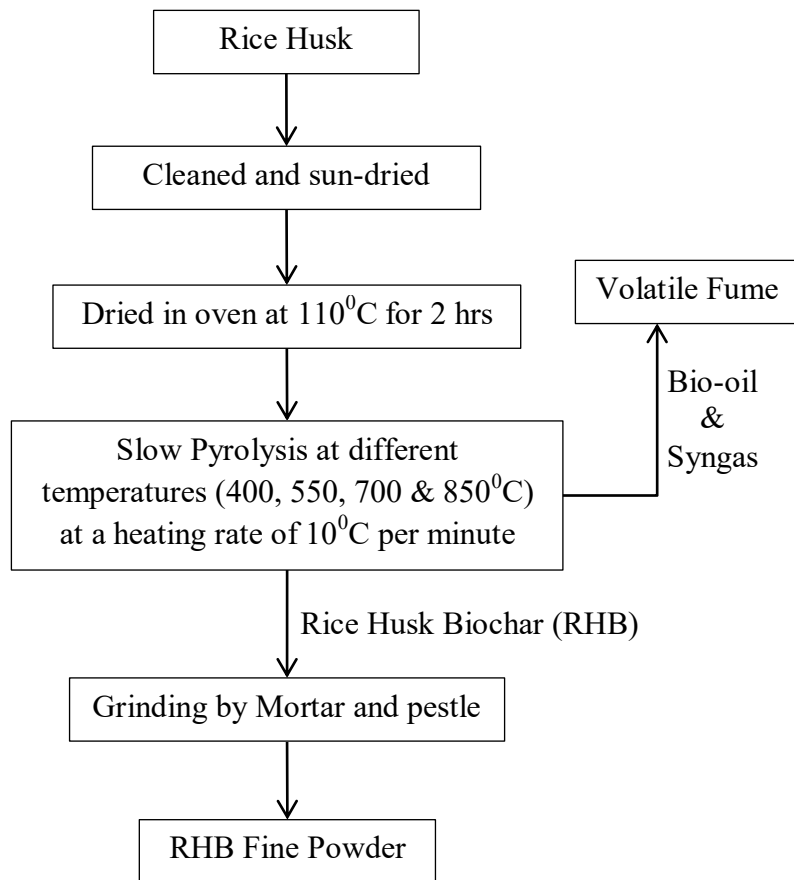 Rice Husk
Cleaned and sun-dried
Dried in oven at 110⁰C for 2 hrs
Volatile Fume
Bio-oil
&
Syngas
Slow Pyrolysis at different
temperatures (400, 550, 700 & 850⁰C)
at a heating rate of 10⁰C per minute
Rice Husk Biochar (RHB)
Grinding by Mortar and pestle
RHB Fine Powder